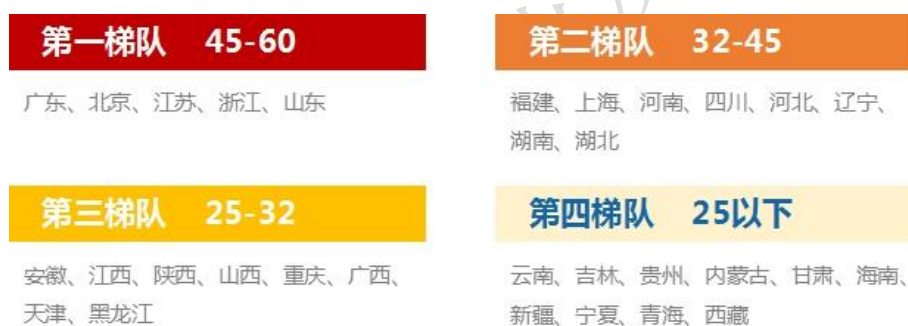 第一梯队 45-60
广东、北京、江苏、浙江、山东
第二梯队 32-45
福建、上海、河南、四川、河北、辽宁、
湖南、湖北
第三梯队 25-32
安徽、江西、陕西、山西、重庆、广西、
天津、黑龙江
第四梯队 25以下
云南、吉林、贵州、内蒙古、甘肃、海南、
新疆、宁夏、青海、西藏